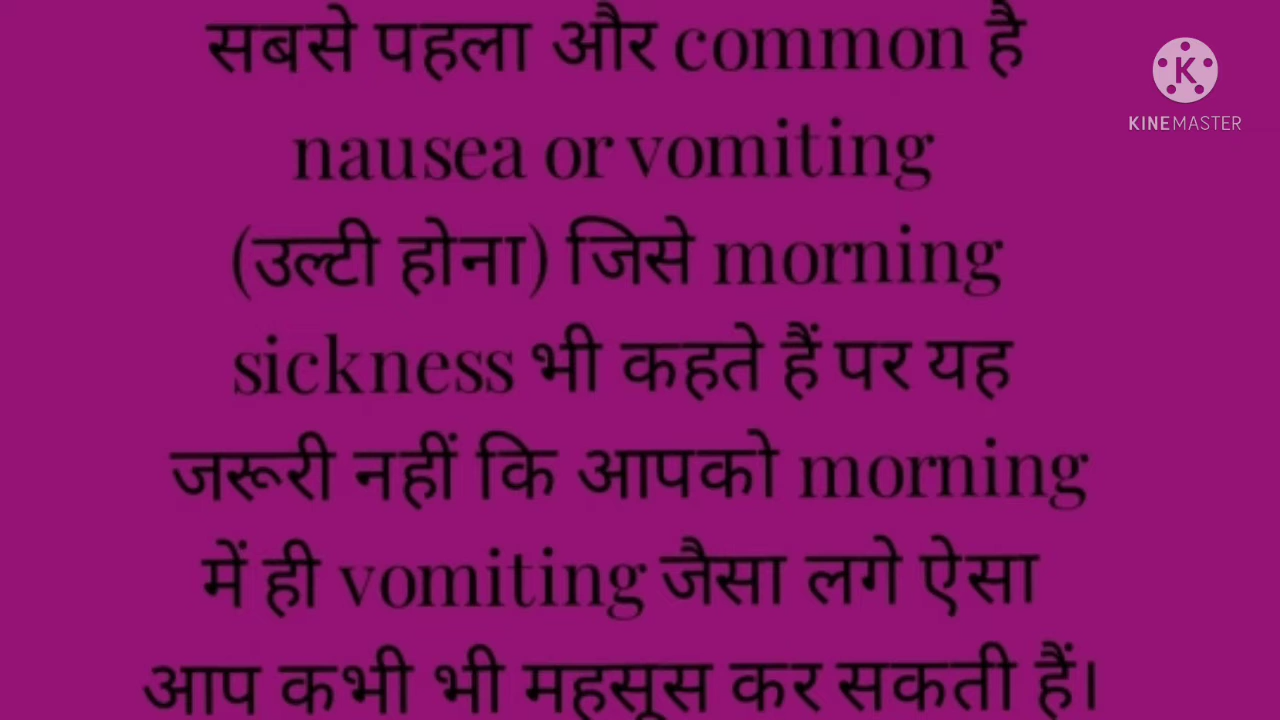 सबसे पहला और common है
KINEMASTER
nausea or vomiting
(उल्टी होना) जिसे morning
sickness भी कहते हैं पर यह
जरूरी नहीं कि आपको morning
में ही vomiting जैसा लगे ऐसा
आप कभी भी महसूस कर सकती हैं।